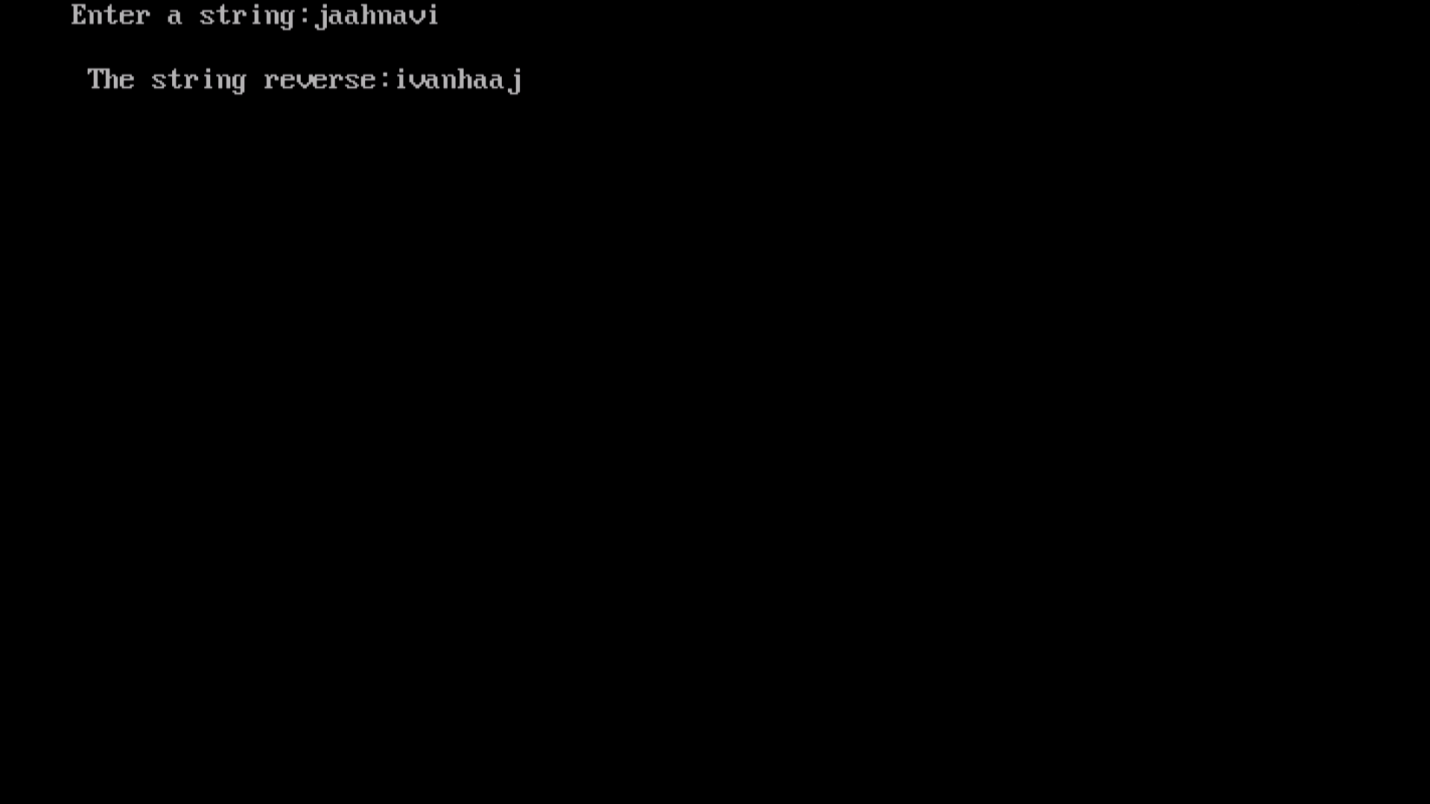 Enter a string:jaahnavi
The string reverse:ivanhaaj